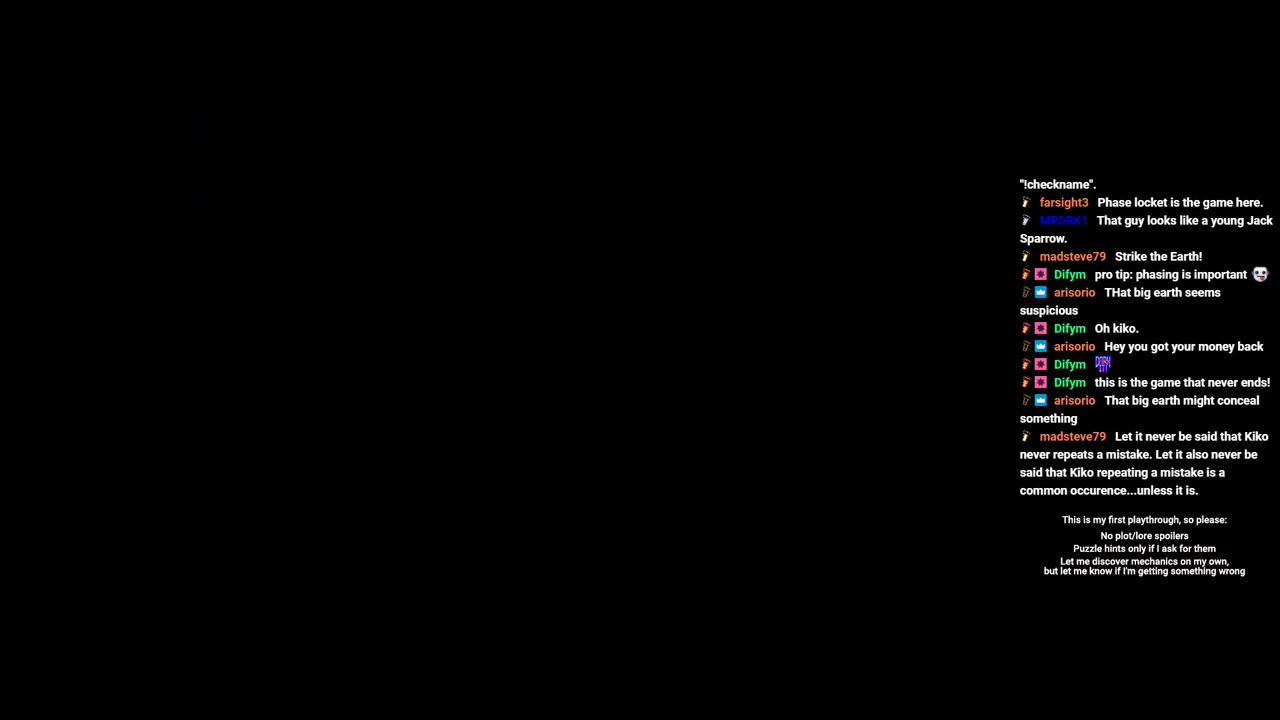 "!checkname".
farsight3 Phase locket is the game here.
MRDRK1 That guy looks like a young Jack
Sparrow.
madsteve79 Strike the Earth!
Difym pro tip: phasing is important
arisorio THat big earth seems
suspicious
Difym Oh kiko.
arisorio Hey you got your money back
Difym
Difym this is the game that never ends!
arisorio That big earth might conceal
something
madsteve79 Let it never be said that Kiko
never repeats a mistake. Let it also never be
said that Kiko repeating a mistake is a
common occurence...unless it is.
This is my first playthrough, so please:
No plot/lore spoilers
Puzzle hints only if I ask for them
Let me discover mechanics on my own,
but let me know if I'm getting something wrong